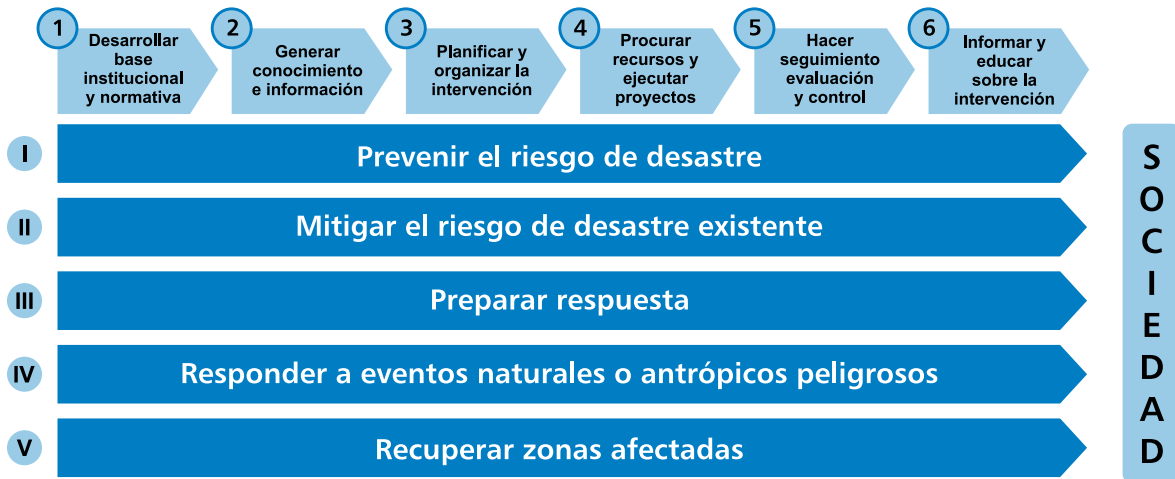 1
Desarrollar
base
institucional
y normativa
2
Generar
conocimiento
e información
3
Planificar y
organizar la
intervención
4
Procurar
recursos y
ejecutar
proyectos
5
Hacer
seguimiento
evaluación
y control
6
Informar y
educar
sobre la
intervención
I
Prevenir el riesgo de desastre
II
Mitigar el riesgo de desastre existente
III
Preparar respuesta
IV
Responder a eventos naturales o antrópicos peligrosos
V
Recuperar zonas afectadas
SOCIEDAD